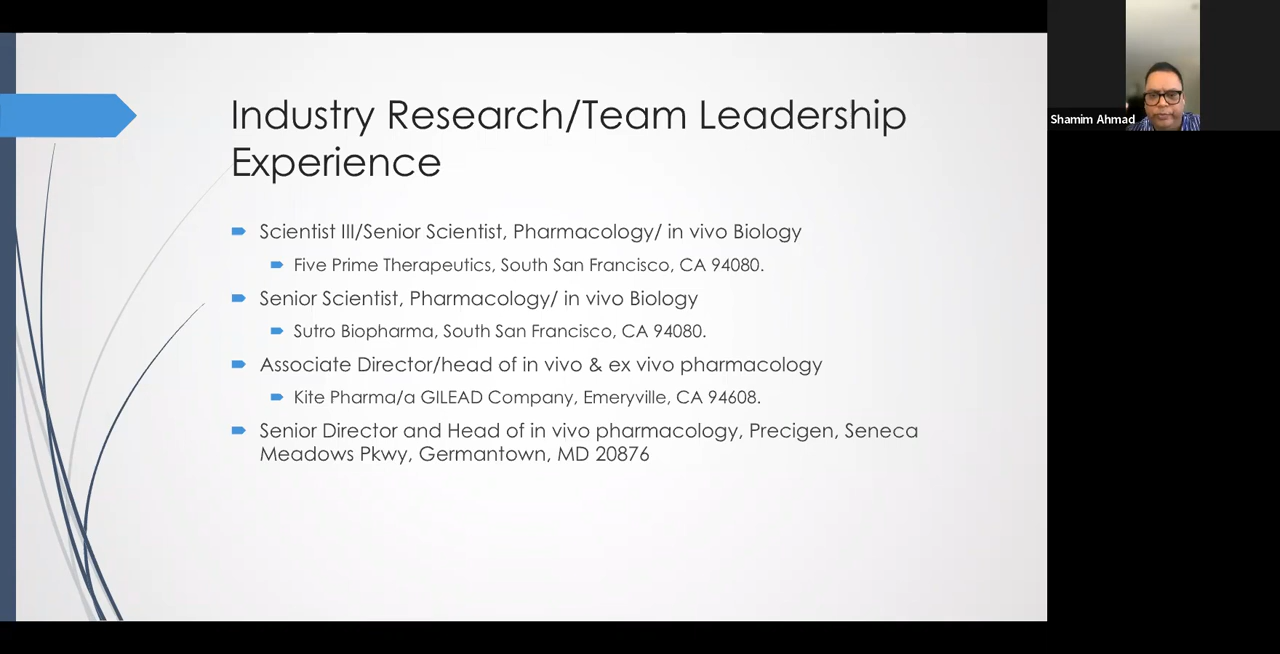 Industry Research/Team Leadership
Experience
Scientist III/Senior Scientist, Pharmacology/ in vivo Biology
Five Prime Therapeutics, South San Francisco, CA 94080.
Senior Scientist, Pharmacology/ in vivo Biology
Sutro Biopharma, South San Francisco, CA 94080.
Associate Director/head of in vivo & ex vivo pharmacology
Kite Pharma/a GILEAD Company, Emeryville, CA 94608.
Senior Director and Head of in vivo pharmacology, Precigen, Seneca
Meadows Pkwy, Germantown, MD 20876
Shamim Ahmad